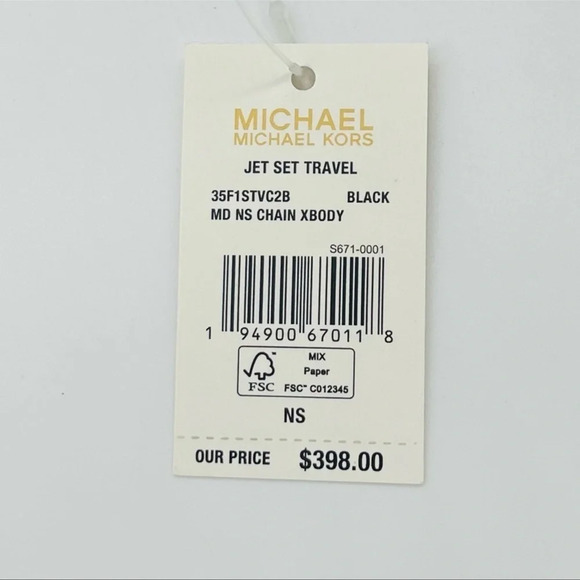 MICHAEL
MICHAEL KORS
JET SET TRAVEL
35F1STVC2B BLACK
MD NS CHAIN XBODY
S671-0001
1 94900 67011 8
FSC
MIX
Paper
FSC™ C012345
NS
OUR PRICE $398.00